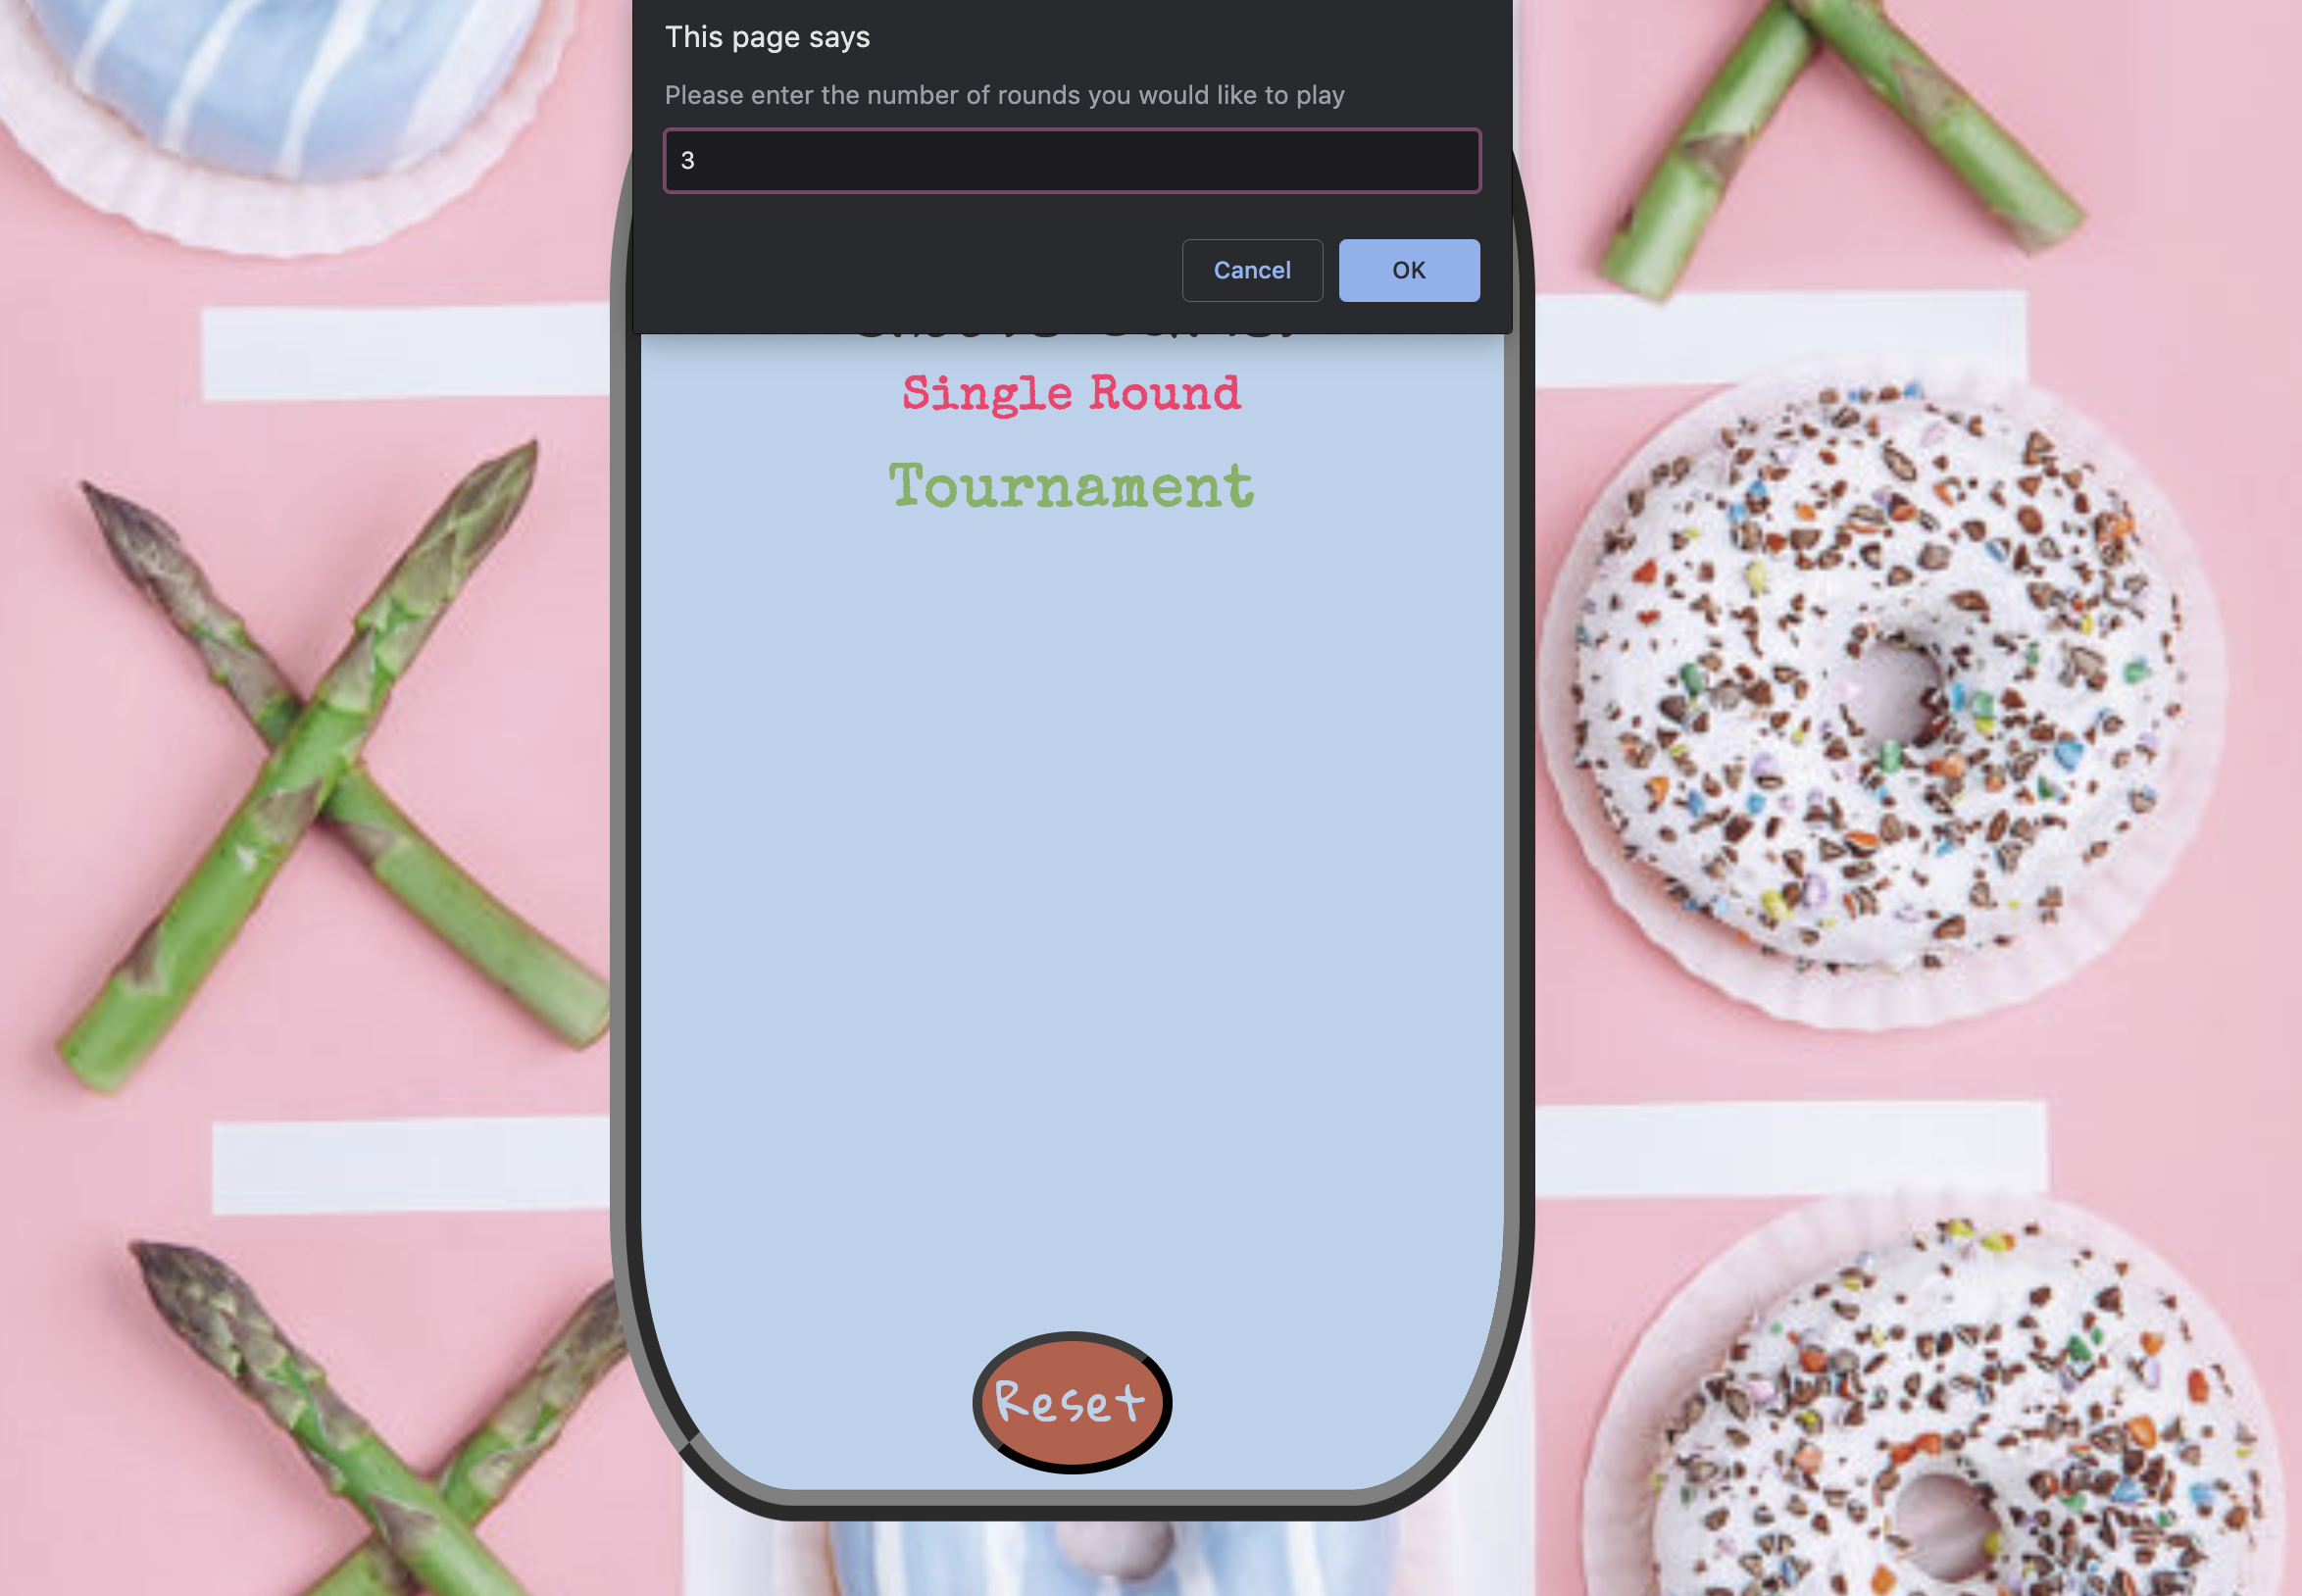 This page says
Please enter the number of rounds you would like to play
3
Cancel OK
Single Round
Tournament
Reset